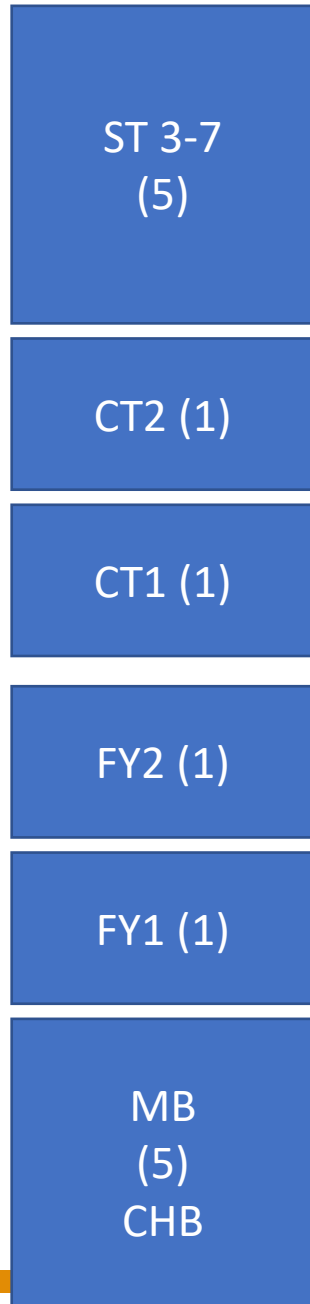 ST 3-7
(5)
CT2 (1)
CT1 (1)
FY2 (1)
FY1 (1)
MB
(5)
CHB